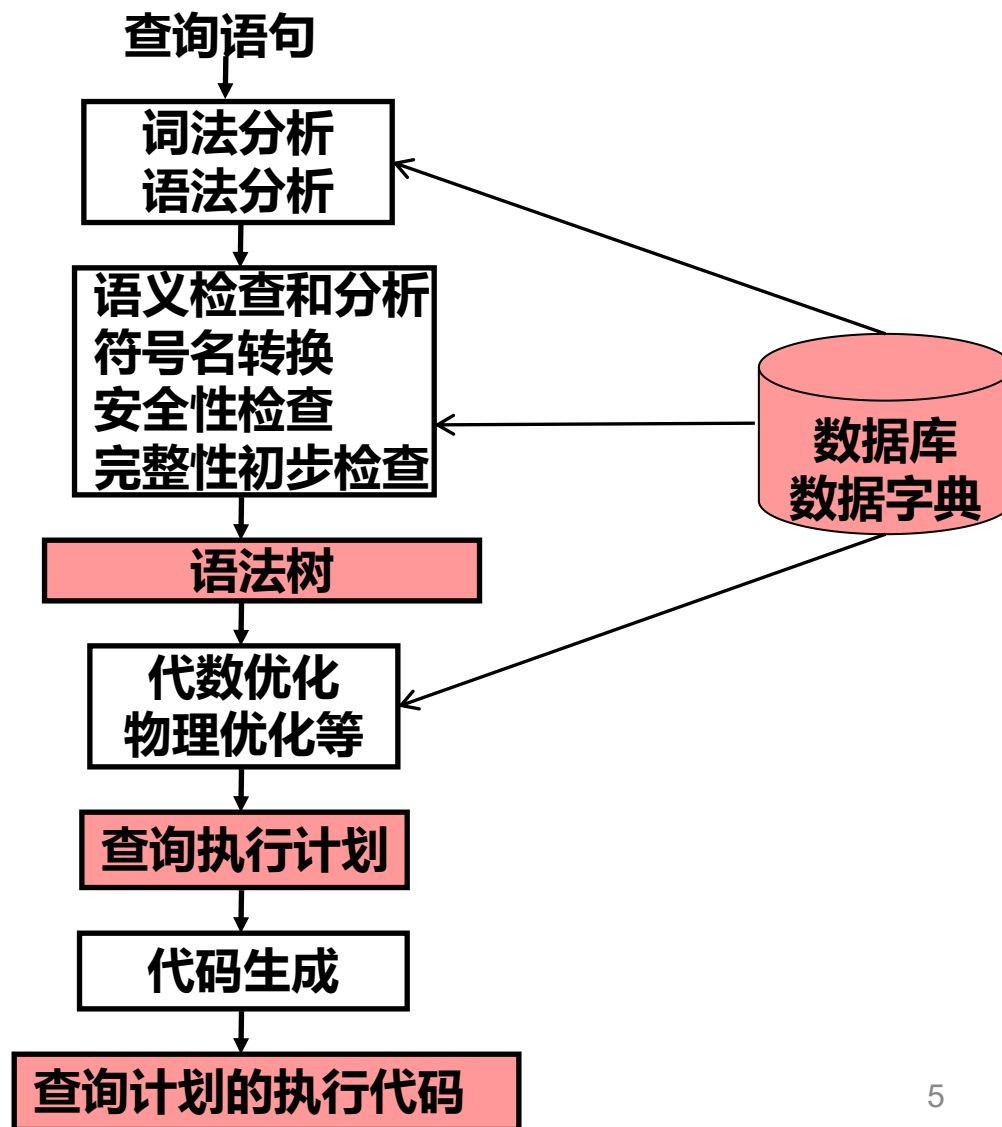 查询语句
词法分析
语法分析
语义检查和分析
符号名转换
安全性检查
完整性初步检查
数据库
数据字典
语法树
代数优化
物理优化等
查询执行计划
代码生成
查询计划的执行代码
5